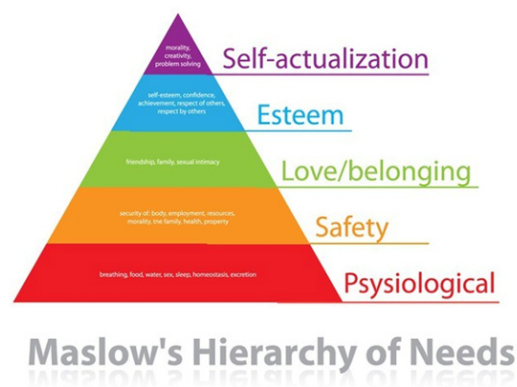 morality,
creativity,
problem solving
Self-actualization
self-esteem, confidence,
achievement, respect of others,
respect by others
Esteem
friendship, family, sexual intimacy
Love/belonging
security of: body, employment, resources,
morality, the family, health, property
Safety
breathing, food, water, sex, sleep, homeostasis, excretion
Psysiological
Maslow's Hierarchy of Needs